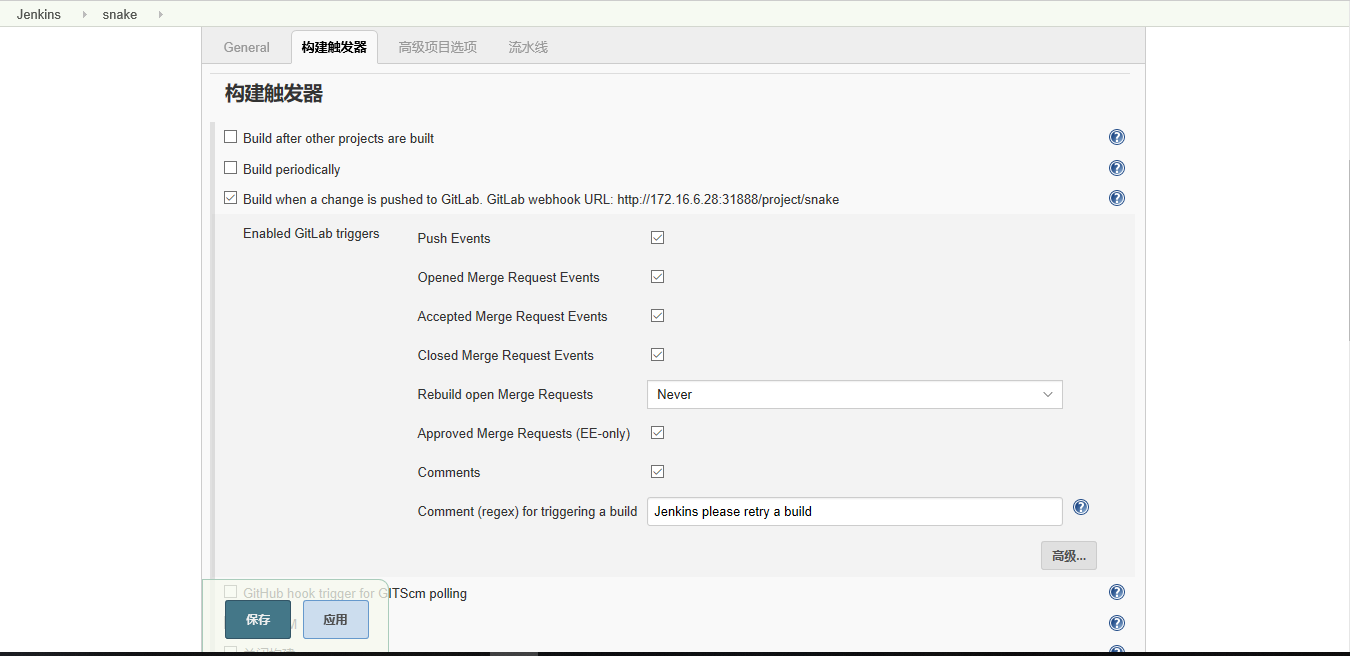 Jenkins snake
General 构建触发器 高级项目选项 流水线
构建触发器
Build after other projects are built
Build periodically
Build when a change is pushed to GitLab. GitLab webhook URL: http://172.16.6.28:31888/project/snake
Enabled GitLab triggers
Push Events
Opened Merge Request Events
Accepted Merge Request Events
Closed Merge Request Events
Rebuild open Merge Requests Never
Approved Merge Requests (EE-only)
Comments
Comment (regex) for triggering a build Jenkins please retry a build
高级...
GitHub hook trigger for GITScm polling
保存 应用